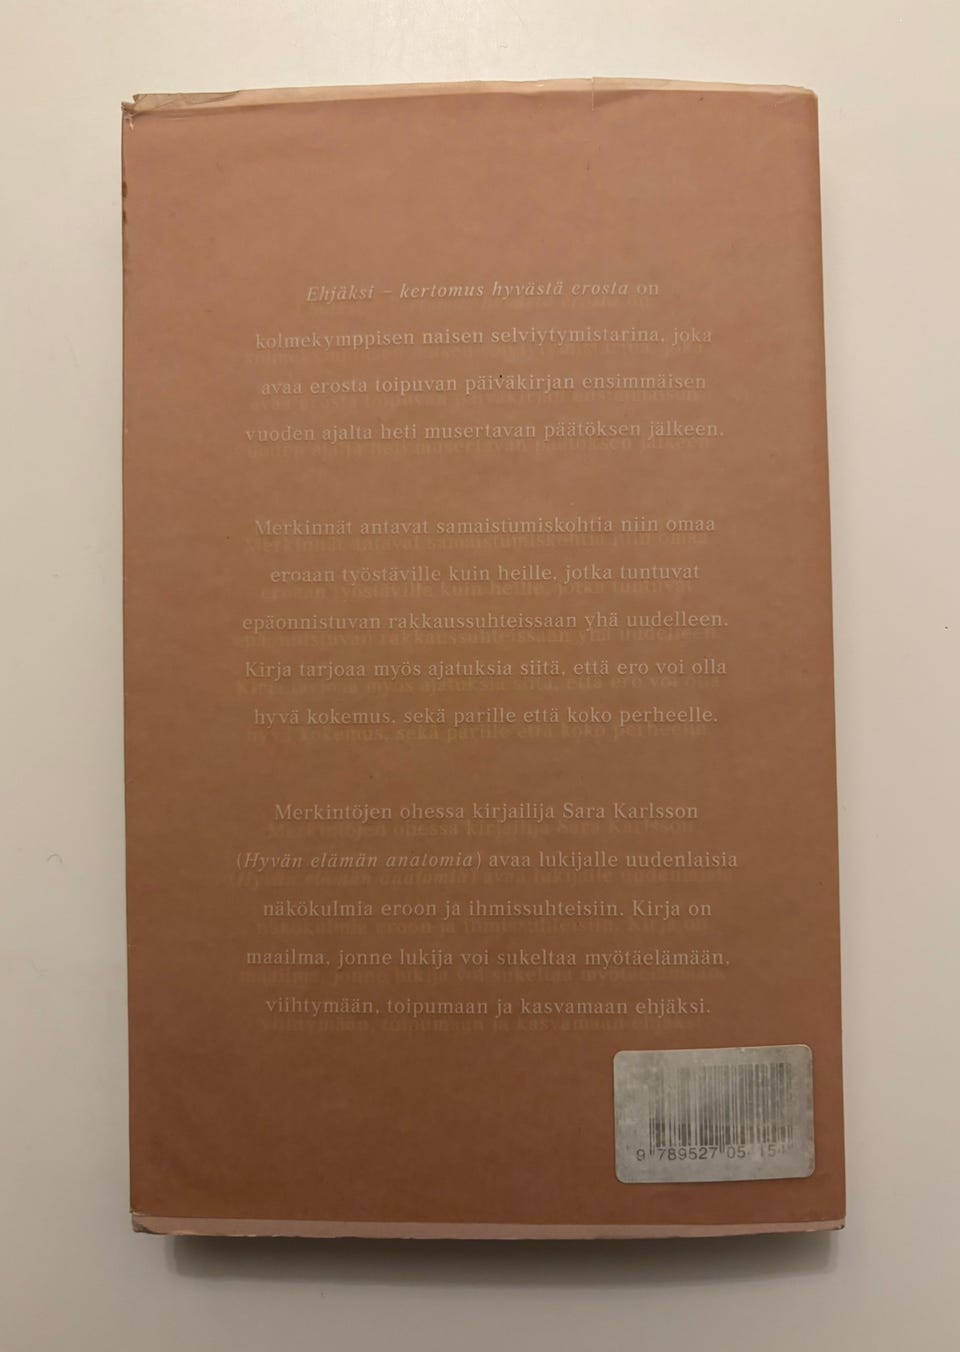 Ehjäksi – kertomus hyvästä erosta on
kolmekymppisen naisen selviytymistarina, joka
avaa erosta toipuvan päiväkirjan ensimmäisen
vuoden ajalta heti musertavan päätöksen jälkeen.
Merkinnät antavat samaistumiskohtia niin omaa
eroaan työstäville kuin heille, jotka tuntuvat
epäonnistuvan rakkaussuhteissaan yhä uudelleen.
Kirja tarjoaa myös ajatuksia siitä, että ero voi olla
hyvä kokemus, sekä parille että koko perheelle.
Merkintöjen ohessa kirjailija Sara Karlsson
(Hyvän elämän anatomia) avaa lukijalle uudenlaisia
näkökulmia eroon ja ihmissuhteisiin. Kirja on
maailma, jonne lukija voi sukeltaa myötäelämään,
viihtymään, toipumaan ja kasvamaan ehjäksi.
9 789527